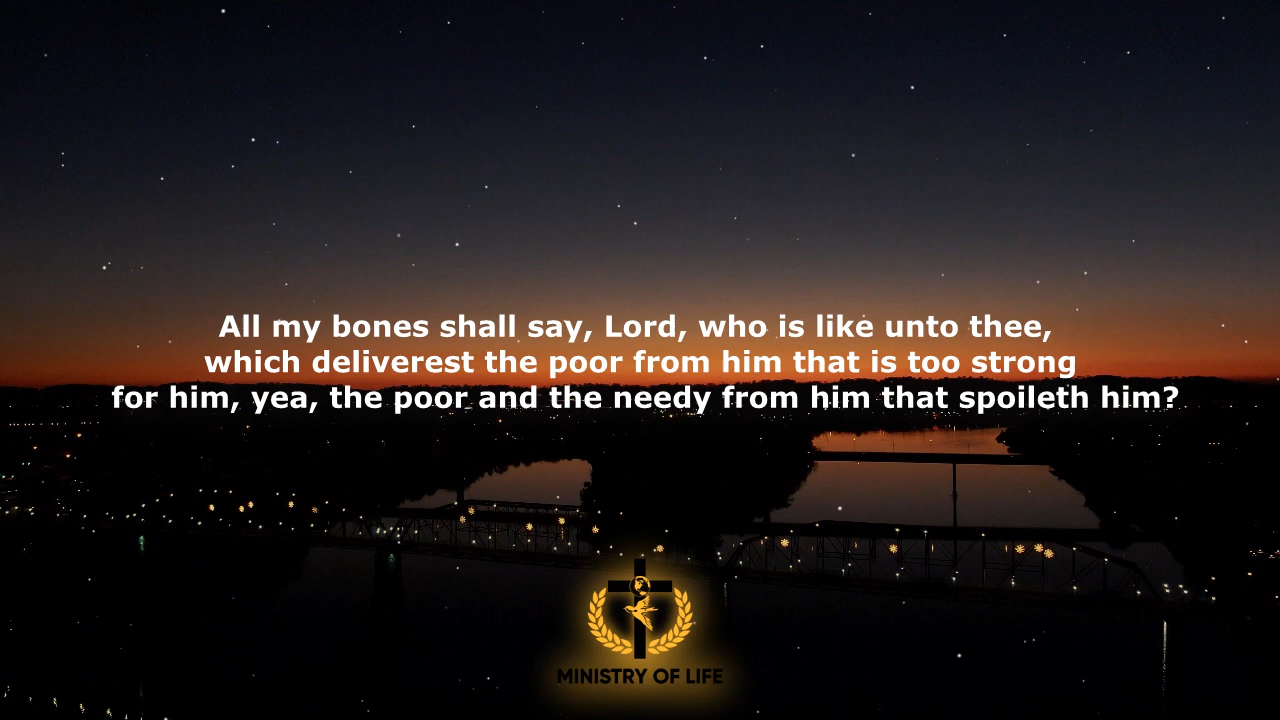 All my bones shall say, Lord, who is like unto thee,
which deliverest the poor from him that is too strong
for him, yea, the poor and the needy from him that spoileth him?
MINISTRY OF LIFE